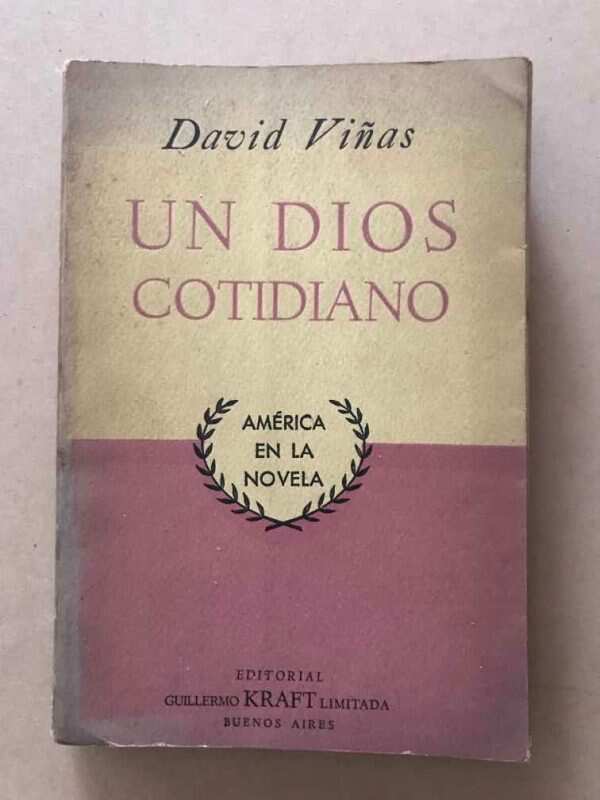 David Viñas
UN DIOS
COTIDIANO
AMÉRICA
EN LA
NOVELA
EDITORIAL
GUILLERMO KRAFT LIMITADA
BUENOS AIRES